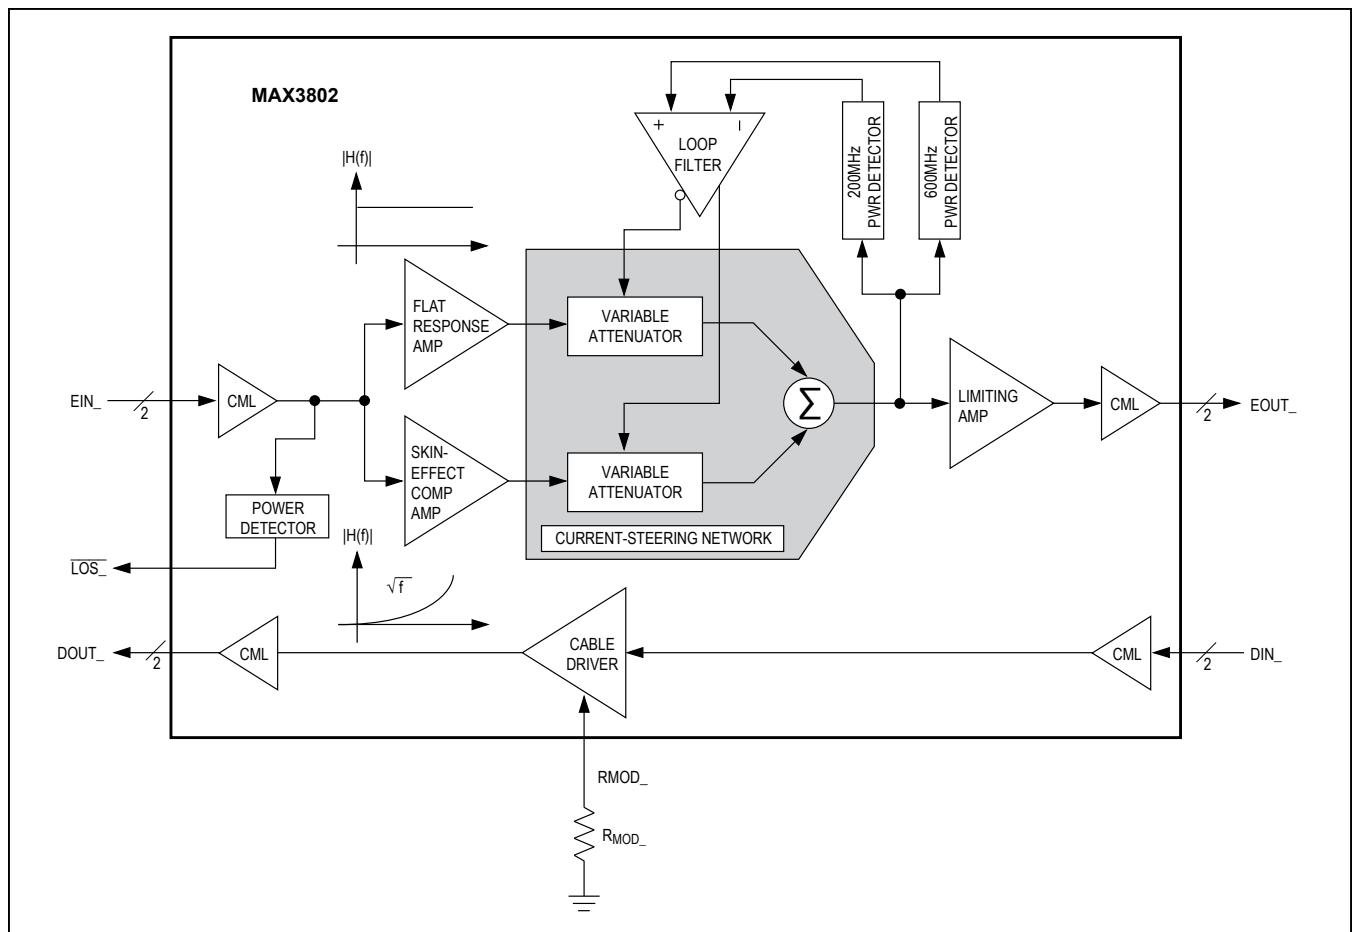 MAX3802
|H(f)|
+
–
LOOP
FILTER
200MHz
PWR DETECTOR
600MHz
PWR DETECTOR
FLAT
RESPONSE
AMP
VARIABLE
ATTENUATOR
EIN_
2
CML
Σ
LIMITING
AMP
CML
2
EOUT_
SKIN-
EFFECT
COMP
AMP
VARIABLE
ATTENUATOR
POWER
DETECTOR
CURRENT-STEERING NETWORK
|H(f)|
L̅O̅S̅_̅
√f
DOUT_
2
CML
CABLE
DRIVER
CML
2
DIN_
RMOD_
RMOD_